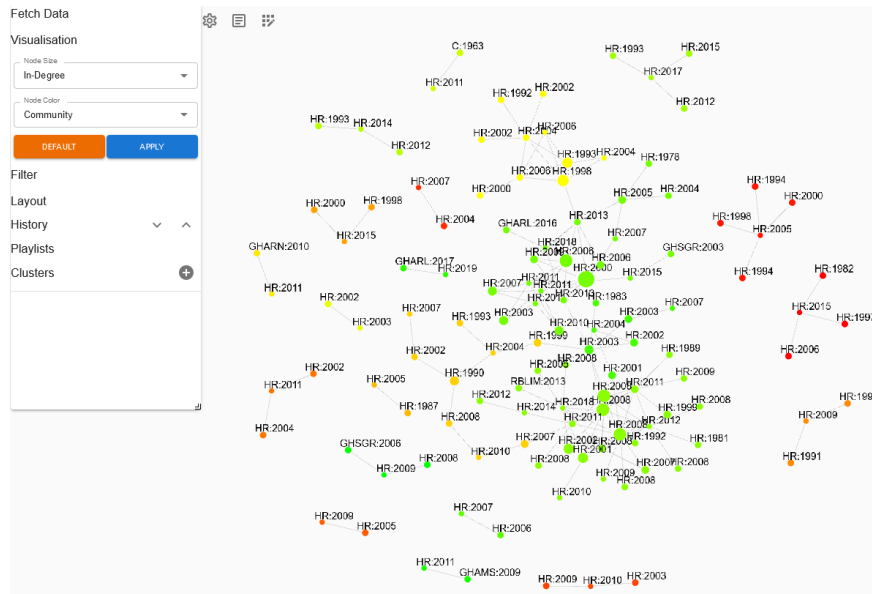 Fetch Data
Visualisation
Node Size
In-Degree
Node Color
Community
DEFAULT
APPLY
Filter
Layout
History
Playlists
Clusters
C:1963
HR:2011
HR:1993
HR:2015
HR:2017
HR:2012
HR:1992
HR:2002
HR:2002
HR:2004
HR:2006
HR:1993
HR:2014
HR:2012
HR:1993
HR:2004
HR:1998
HR:2006
HR:2000
HR:1978
HR:2005
HR:2004
HR:2007
HR:2013
HR:2007
HR:2004
HR:2000
HR:1998
HR:2015
HR:1994
HR:2000
HR:1998
HR:2005
HR:1994
GHARL:2016
HR:2018
HR:2008
HR:2006
GHSGR:2003
HR:2000
HR:2015
GHARN:2010
HR:2011
GHARL:2017
HR:2019
HR:2007
HR:2011
HR:2011
HR:2013
HR:1983
HR:2003
HR:2003
HR:2007
HR:1982
HR:2015
HR:2006
HR:2002
HR:2003
HR:2007
HR:2002
HR:1993
HR:2004
HR:1999
HR:2010
HR:2004
HR:2002
HR:2003
HR:1989
HR:2008
HR:2005
HR:2001
HR:2009
HR:2002
HR:2011
HR:2004
HR:2005
HR:1987
HR:1990
HR:2008
HR:2010
HR:2012
RBLIM:2013
HR:2014
HR:2018
HR:2008
HR:2011
HR:2011
HR:1999
HR:2008
HR:2012
HR:1981
HR:2009
HR:1991
GHSGR:2006
HR:2009
HR:2008
HR:2007
HR:2002
HR:2008
HR:2008
HR:1992
HR:2001
HR:2008
HR:2007
HR:2008
HR:2009
HR:2008
HR:2010
HR:2009
HR:2005
HR:2007
HR:2006
HR:2011
GHAMS:2009
HR:2009
HR:2010
HR:2003